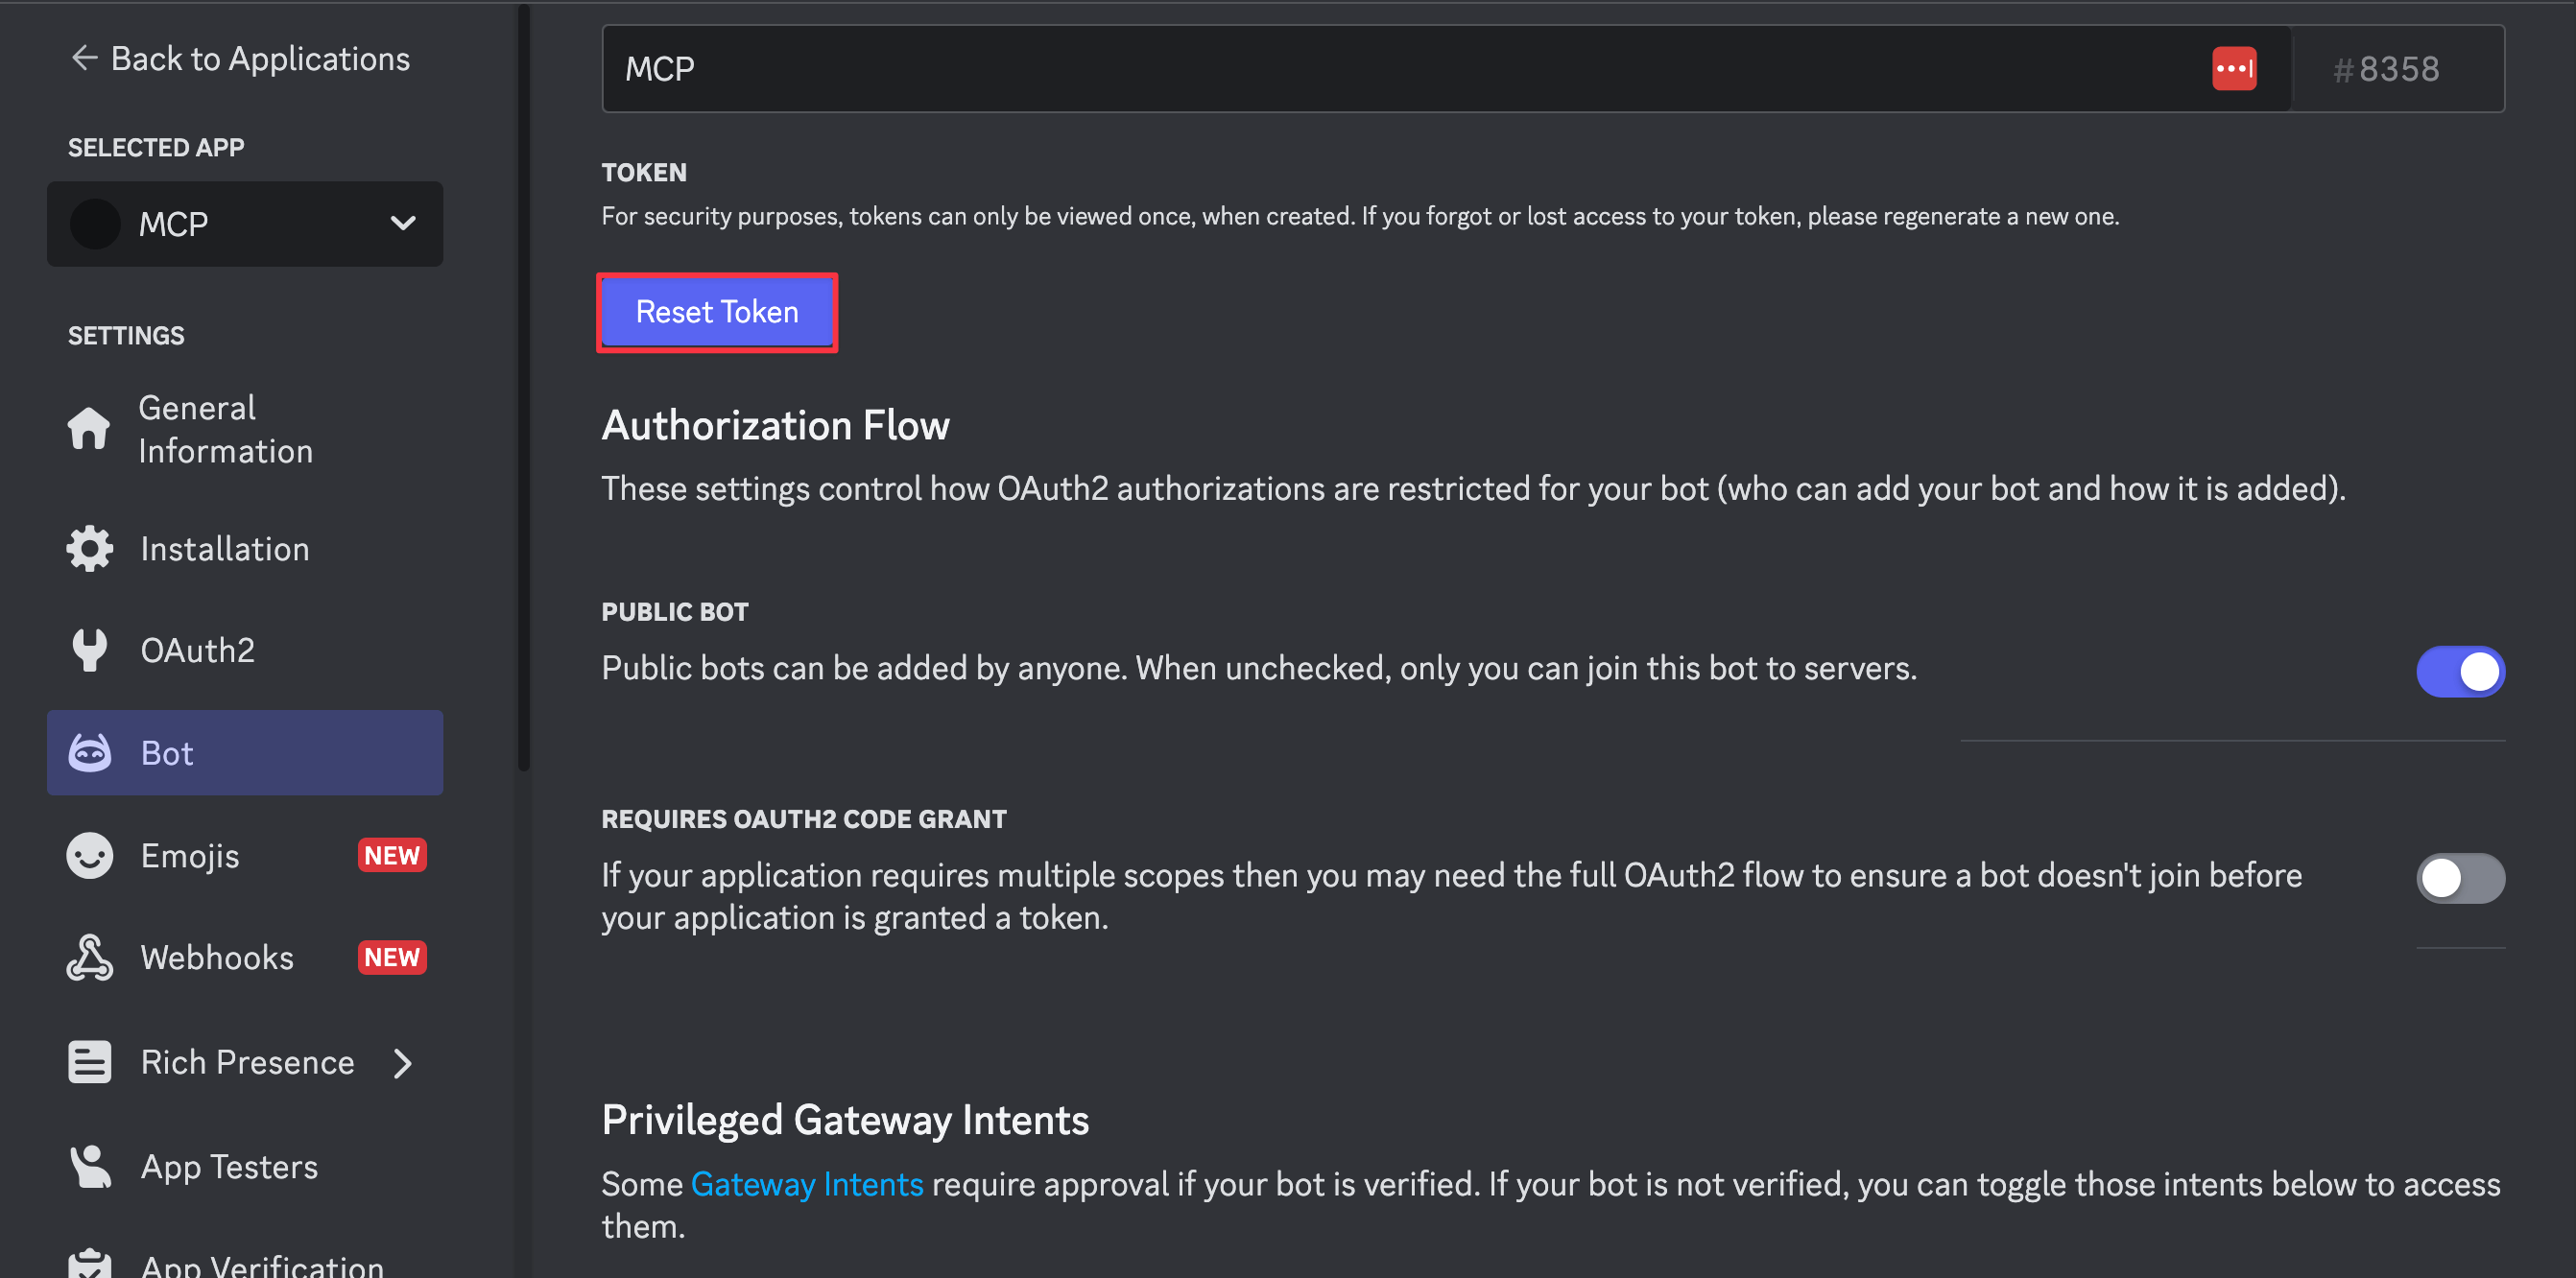 Back to Applications
SELECTED APP
MCP
SETTINGS
General
Information
Installation
OAuth2
Bot
Emojis NEW
Webhooks NEW
Rich Presence
App Testers
App Verification
MCP #8358
TOKEN
For security purposes, tokens can only be viewed once, when created. If you forgot or lost access to your token, please regenerate a new one.
Reset Token
Authorization Flow
These settings control how OAuth2 authorizations are restricted for your bot (who can add your bot and how it is added).
PUBLIC BOT
Public bots can be added by anyone. When unchecked, only you can join this bot to servers.
REQUIRES OAUTH2 CODE GRANT
If your application requires multiple scopes then you may need the full OAuth2 flow to ensure a bot doesn't join before
your application is granted a token.
Privileged Gateway Intents
Some Gateway Intents require approval if your bot is verified. If your bot is not verified, you can toggle those intents below to access
them.